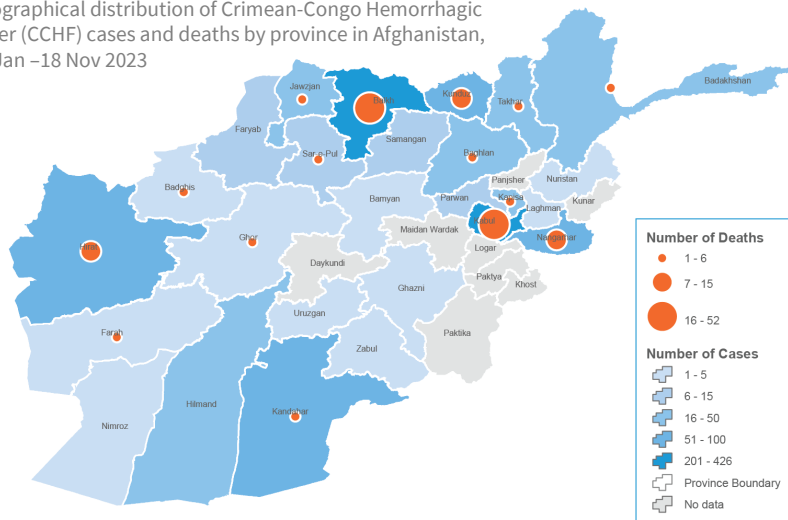 ographical distribution of Crimean-Congo Hemorrhagic
er (CCHF) cases and deaths by province in Afghanistan,
Jan –18 Nov 2023
Badakhshan
Jawzjan
Balkh
Kunduz
Takhar
Faryab
Samangan
Sar-e-Pul
Baghlan
Panjsher
Nuristan
Badghis
Bamyan
Parwan
Kapisa
Laghman
Kunar
Kabul
Maidan Wardak
Hirat
Ghor
Nangarhar
Logar
Daykundi
Paktya
Khost
Ghazni
Uruzgan
Farah
Paktika
Zabul
Hilmand
Kandahar
Nimroz
Number of Deaths
1 - 6
7 - 15
16 - 52
Number of Cases
1 - 5
6 - 15
16 - 50
51 - 100
201 - 426
Province Boundary
No data